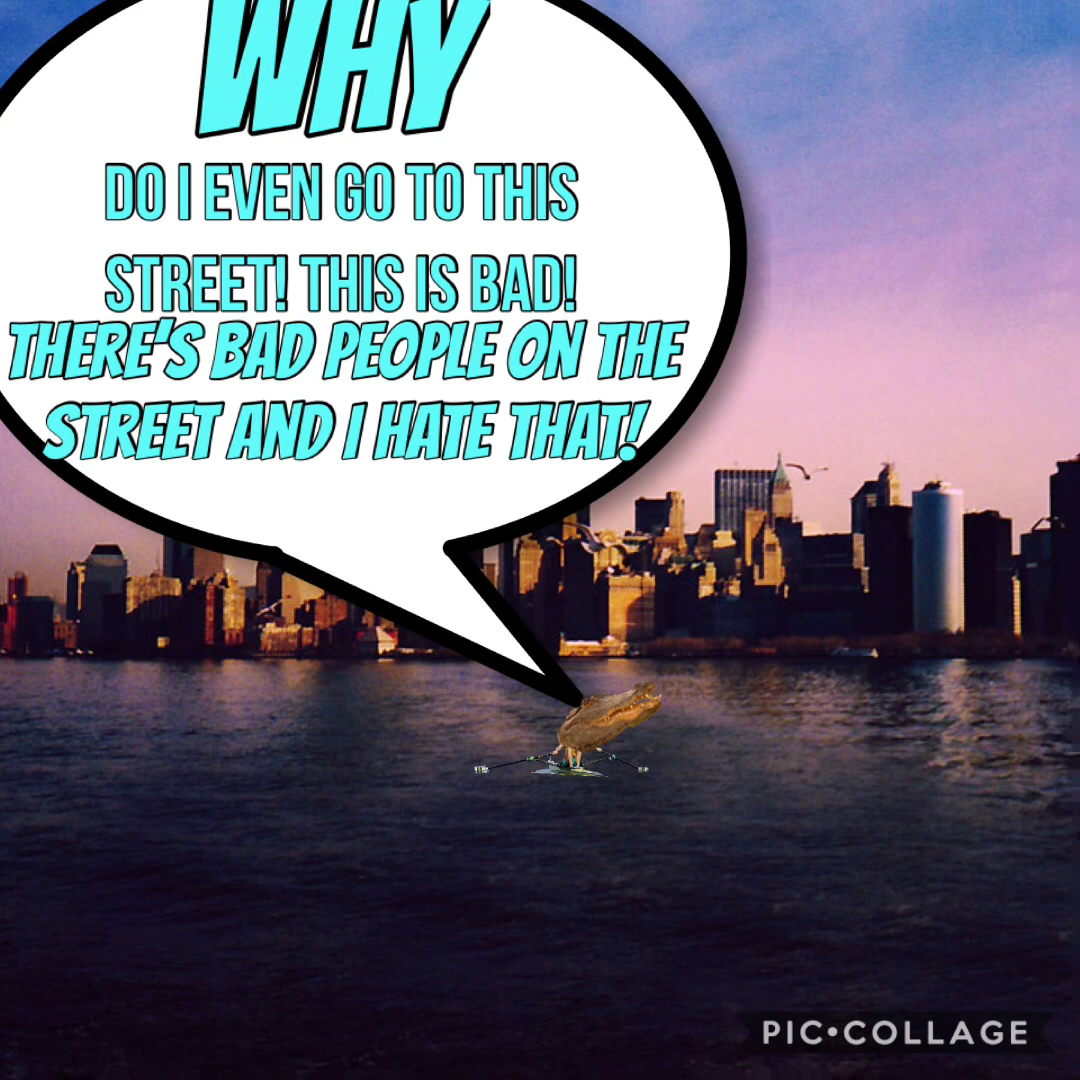 WHY
DO I EVEN GO TO THIS
STREET! THIS IS BAD!
THERE'S BAD PEOPLE ON THE
STREET AND I HATE THAT!
PIC•COLLAGE